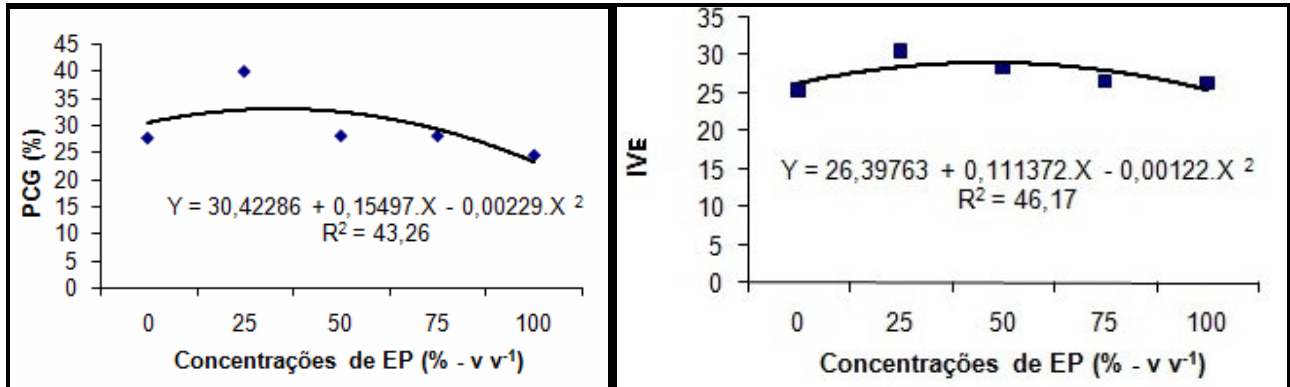 45
40
35
30
25
20
15
10
5
0
PCG (%)
Y = 30,42286 + 0,15497.X - 0,00229.X ²
R² = 43,26
0 25 50 75 100
Concentrações de EP (% - v v⁻¹)
35
30
25
20
15
10
5
0
IVE
Y = 26,39763 + 0,111372.X - 0,00122.X ²
R² = 46,17
0 25 50 75 100
Concentrações de EP (% - v v⁻¹)